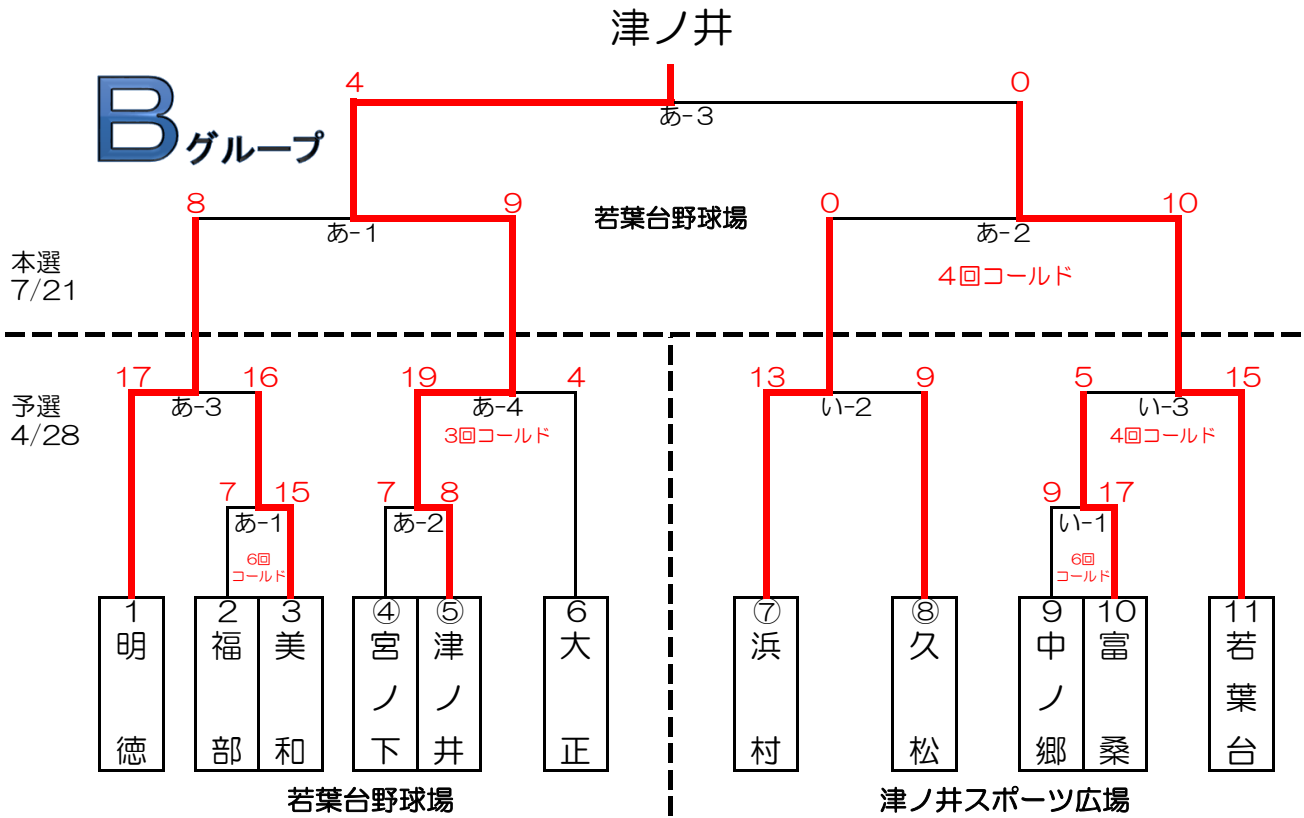 津ノ井
4 0
あ-3
Bグループ
8 9 若葉台野球場 0 10
あ-1 あ-2
本選
7/21
4回コールド
17 16 19 4 13 9 5 15
予選
4/28
あ-3 あ-4 い-2 い-3
3回コールド 4回コールド
7 15 7 8 9 17
あ-1 あ-2 い-1
6回
コールド
6回
コールド
1 2 3 ④ ⑤ 6 ⑦ ⑧ 9 10 11
明徳
福部
美和
宮ノ下
津ノ井
大正
浜村
久松
中ノ郷
富桑
若葉台
若葉台野球場 津ノ井スポーツ広場